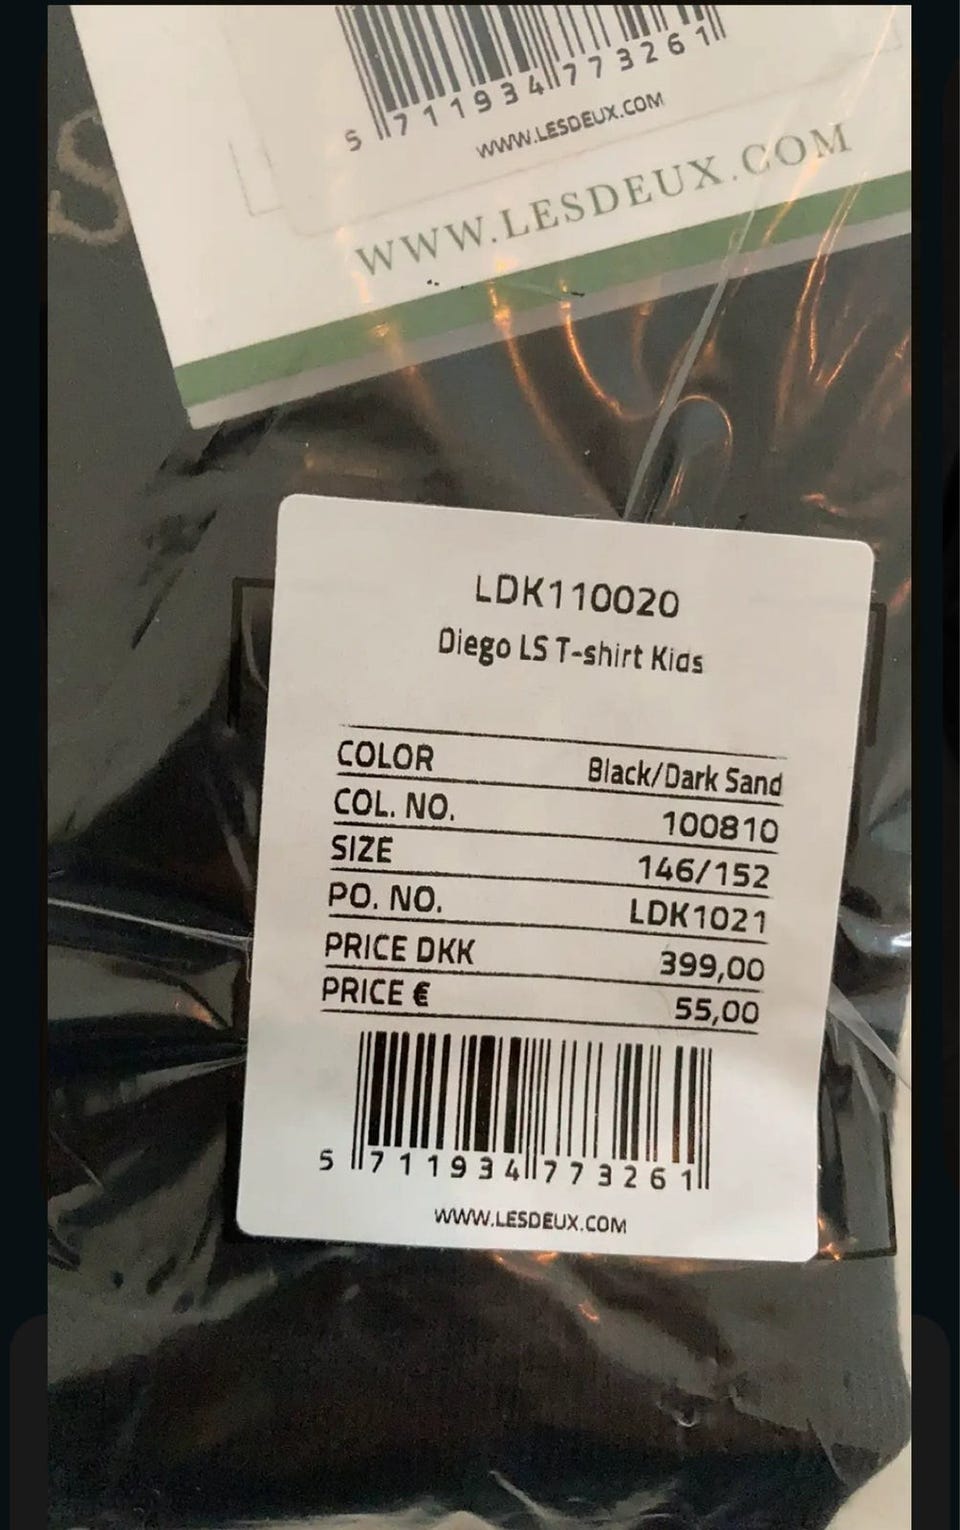 S
5 711934 773261
WWW.LESDEUX.COM
WWW.LESDEUX.COM
LDK110020
Diego LS T-shirt Kids
COLOR Black/Dark Sand
COL. NO. 100810
SIZE 146/152
PO. NO. LDK1021
PRICE DKK 399,00
PRICE € 55,00
5 711934 773261
WWW.LESDEUX.COM